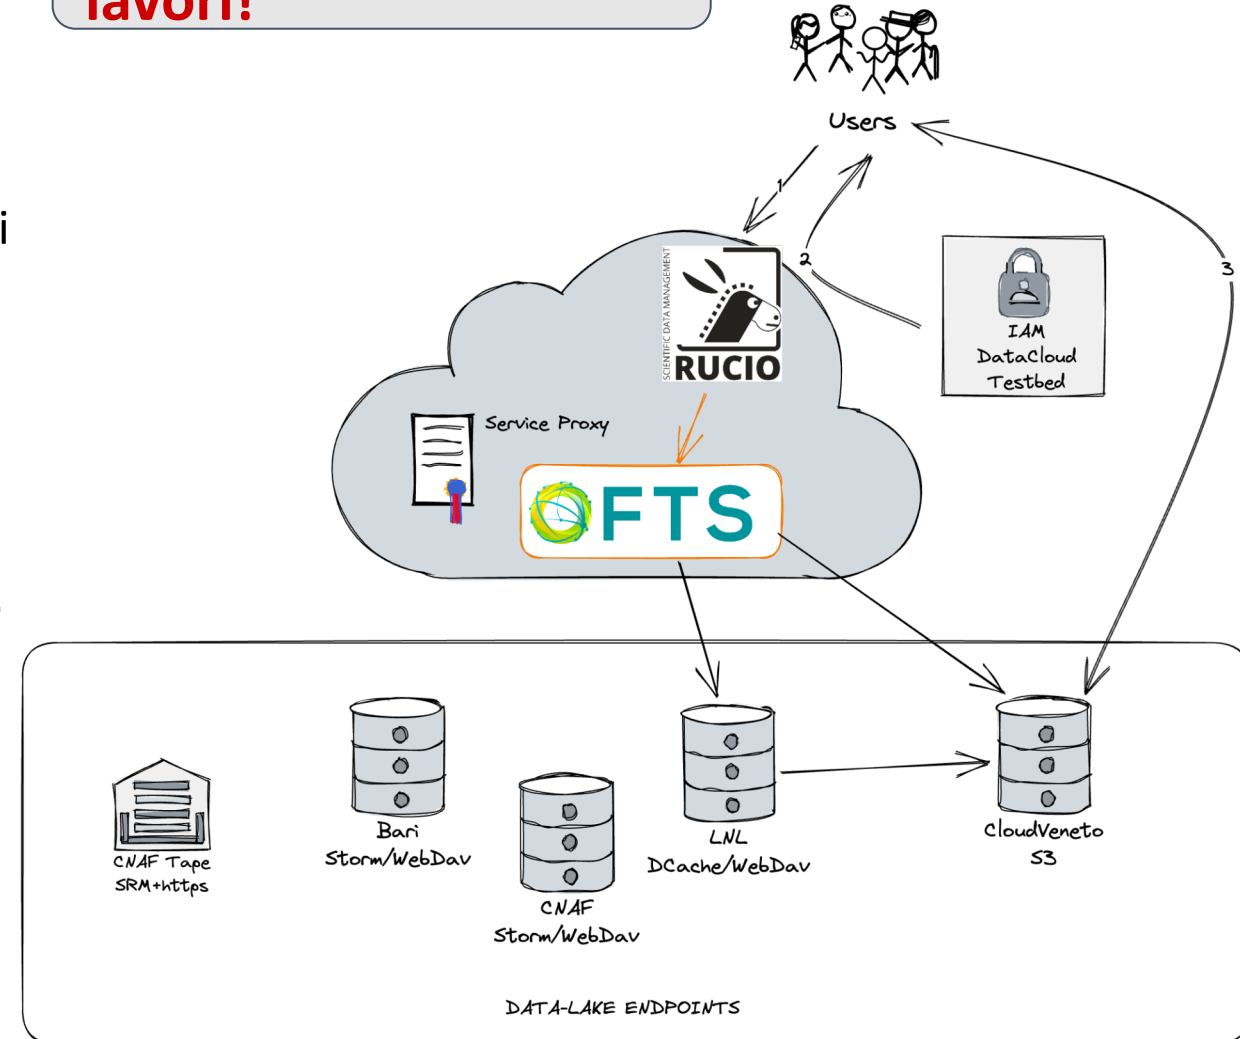 lavori!
Users
1
i
2
3
SCIENTIFIC DATA MANAGEMENT
RUCIO
IAM
DataCloud
Testbed
Service Proxy
FTS
Bari
Storm/WebDav
LNL
DCache/WebDav
CloudVeneto
S3
CNAF Tape
SRM+https
CNAF
Storm/WebDav
DATA-LAKE ENDPOINTS